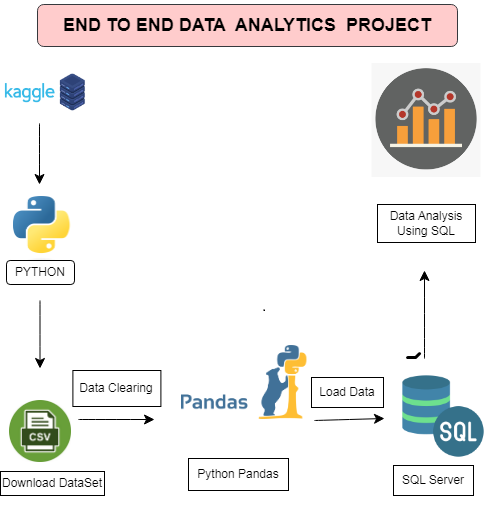 END TO END DATA ANALYTICS PROJECT
kaggle
PYTHON
Data Analysis
Using SQL
Data Clearing
Pandas
Load Data
CSV
SQL
Download DataSet
Python Pandas
SQL Server